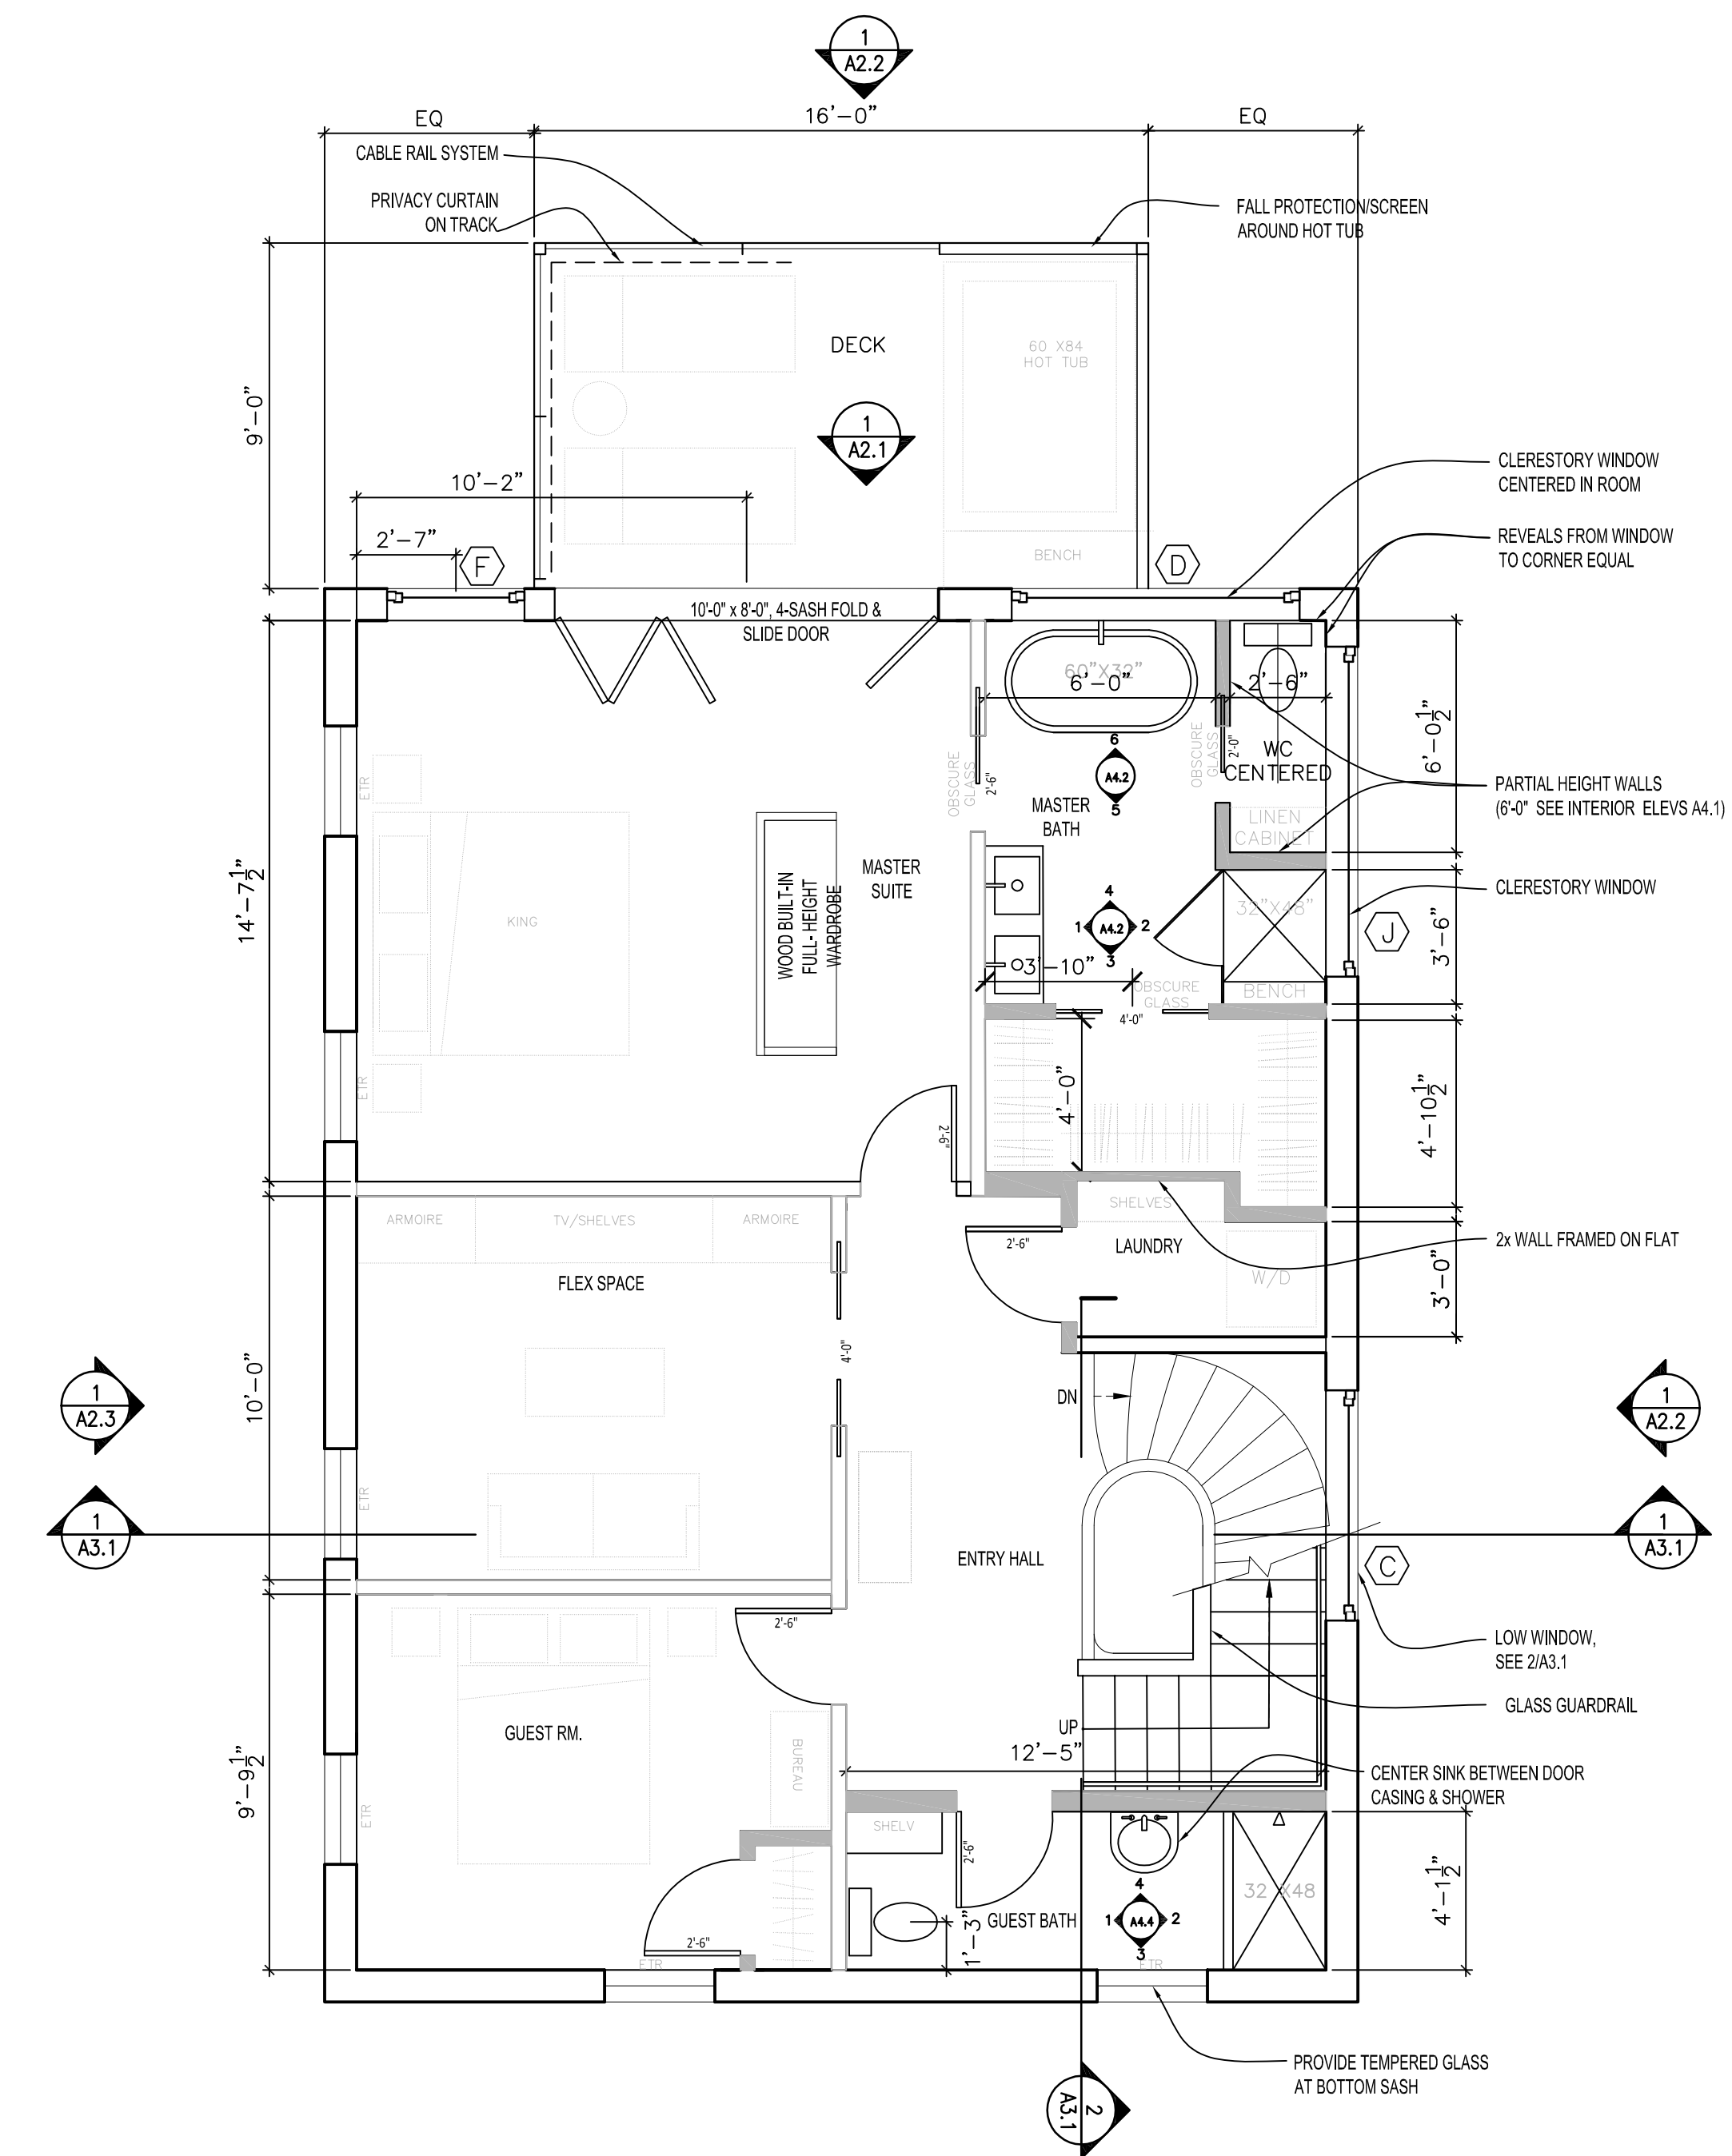 1
A2.2
EQ
16'-0"
EQ
CABLE RAIL SYSTEM
PRIVACY CURTAIN
ON TRACK
FALL PROTECTION/SCREEN
AROUND HOT TUB
DECK
60 X84
HOT TUB
9'-0"
1
A2.1
10'-2"
CLERESTORY WINDOW
CENTERED IN ROOM
2'-7"
F
BENCH
D
REVEALS FROM WINDOW
TO CORNER EQUAL
10'-0" x 8'-0", 4-SASH FOLD &
SLIDE DOOR
60"X32"
6'-0"
2'-6"
6'-0 1/2"
OBSCURE
GLASS
2'-6"
6
A4.2
5
OBSCURE
GLASS
2'-0"
WC
CENTERED
ETR
MASTER
BATH
LINEN
CABINET
PARTIAL HEIGHT WALLS
(6'-0" SEE INTERIOR ELEVS A4.1)
14'-7 1/2"
KING
WOOD BUILT-IN
FULL- HEIGHT
WARDROBE
MASTER
SUITE
4
1
A4.2
2
3
32"X48"
CLERESTORY WINDOW
J
3'-6"
3'-10"
OBSCURE
GLASS
BENCH
4'-0"
ETR
4'-0"
4'-10 1/2"
2'-6"
ARMOIRE
TV/SHELVES
ARMOIRE
SHELVES
2'-6"
LAUNDRY
2x WALL FRAMED ON FLAT
FLEX SPACE
W/D
3'-0"
4'-0"
10'-0"
1
A2.3
DN
1
A2.2
ETR
1
A3.1
1
A3.1
ENTRY HALL
C
2'-6"
LOW WINDOW,
SEE 2/A3.1
GLASS GUARDRAIL
GUEST RM.
UP
12'-5"
BUREAU
9'-9 1/2"
CENTER SINK BETWEEN DOOR
CASING & SHOWER
ETR
SHELV
2'-6"
4
1
A4.4
2
3
32 X48
4'-1 1/2"
GUEST BATH
1'-3"
2'-6"
ETR
ETR
PROVIDE TEMPERED GLASS
AT BOTTOM SASH
2
A3.1